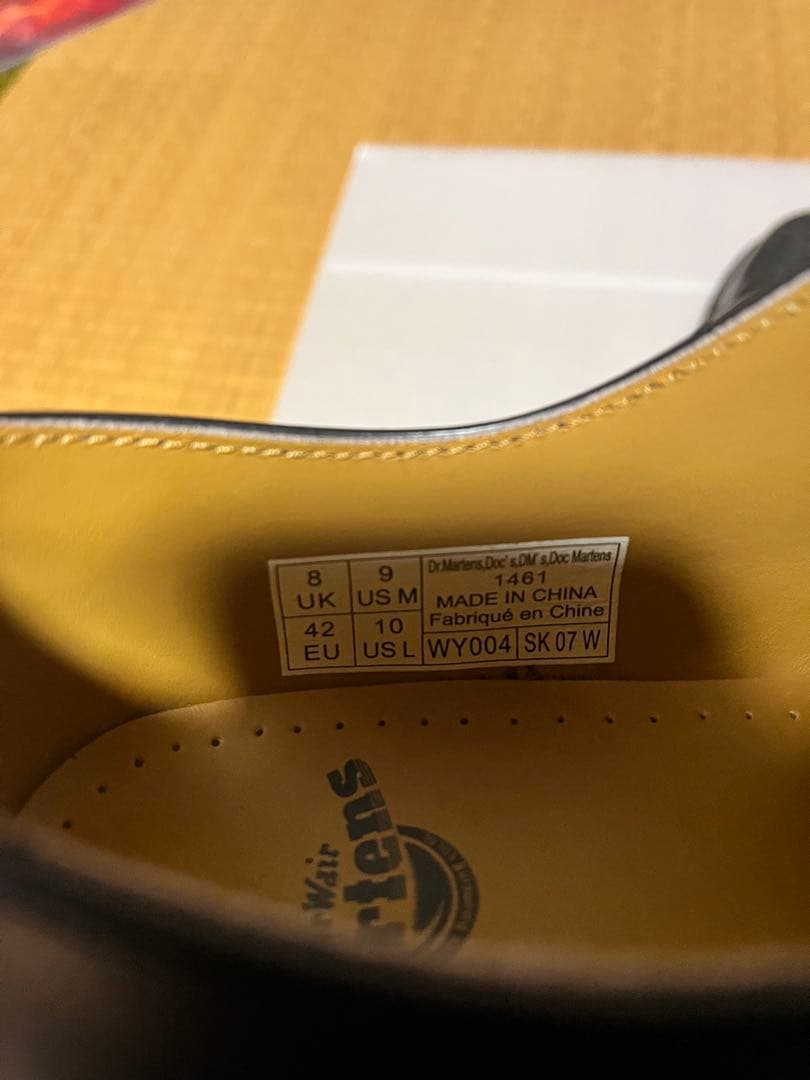 8
UK
9
US M
42
EU
10
US L
Dr.Martens,Doc's,DM's,Doc Martens
1461
MADE IN CHINA
Fabriqué en Chine
WY004
SK 07 W
Wair